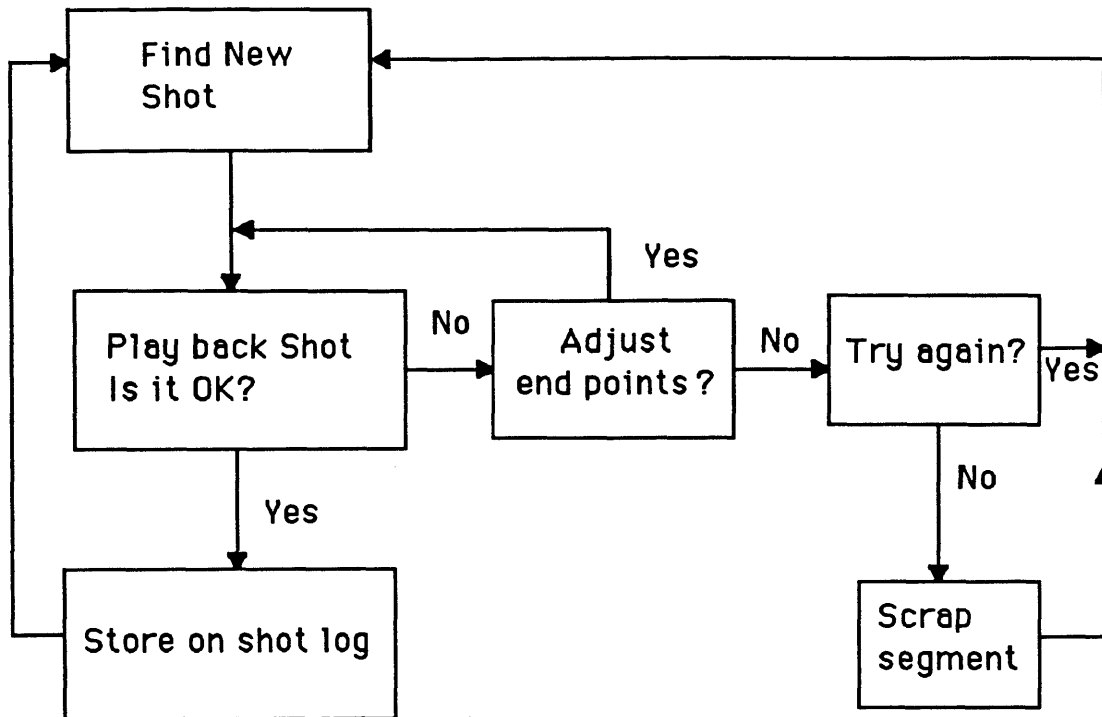 Find New
Shot
Yes
Play back Shot
Is it OK?
No
Adjust
end points?
No
Try again?
Yes
Yes
No
Store on shot log
Scrap
segment